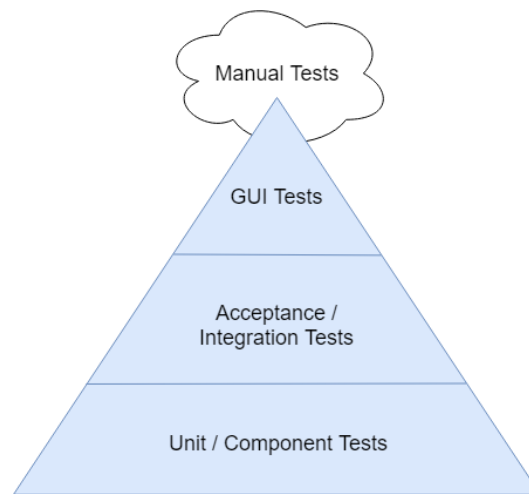 Manual Tests
GUI Tests
Acceptance /
Integration Tests
Unit / Component Tests